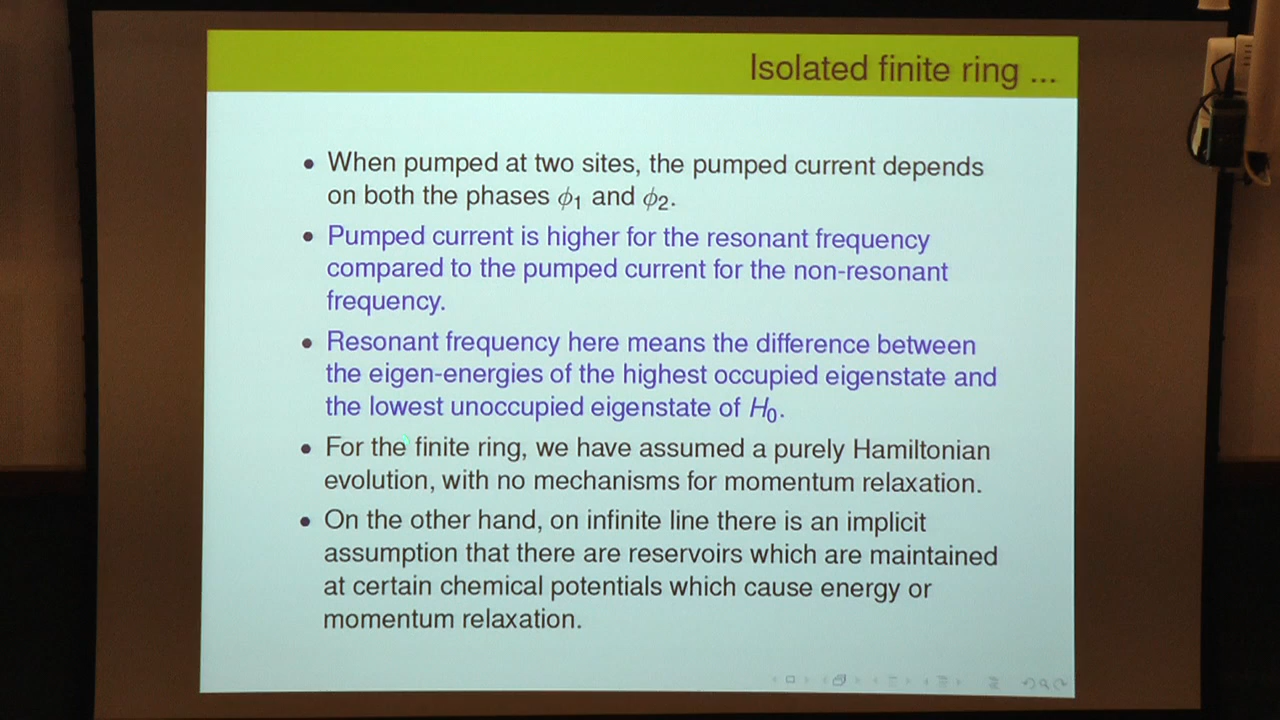 Isolated finite ring ...
• When pumped at two sites, the pumped current depends
on both the phases ϕ₁ and ϕ₂.
• Pumped current is higher for the resonant frequency
compared to the pumped current for the non-resonant
frequency.
• Resonant frequency here means the difference between
the eigen-energies of the highest occupied eigenstate and
the lowest unoccupied eigenstate of H₀.
• For the finite ring, we have assumed a purely Hamiltonian
evolution, with no mechanisms for momentum relaxation.
• On the other hand, on infinite line there is an implicit
assumption that there are reservoirs which are maintained
at certain chemical potentials which cause energy or
momentum relaxation.